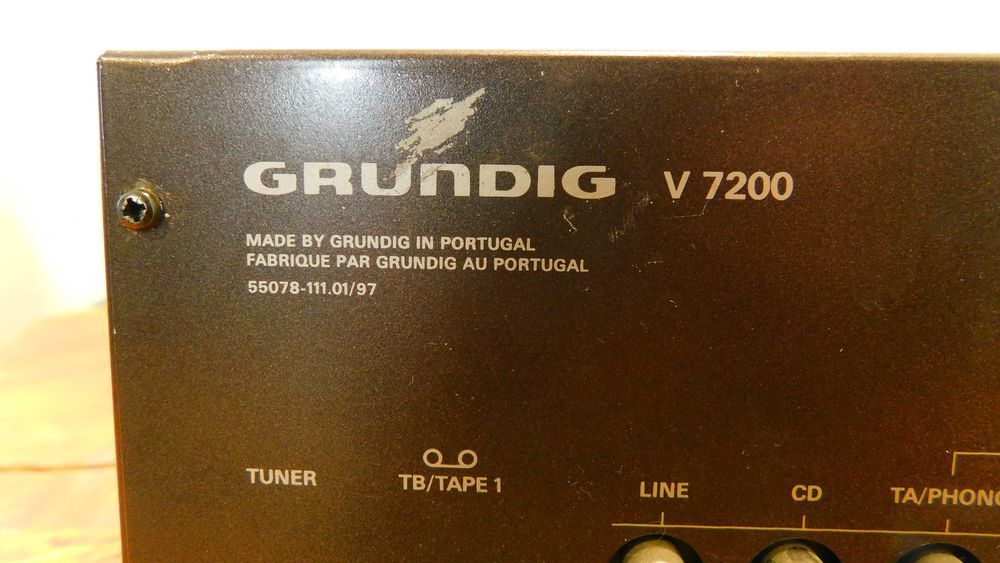 GRUNDIG V 7200
MADE BY GRUNDIG IN PORTUGAL
FABRIQUE PAR GRUNDIG AU PORTUGAL
55078-111.01/97
TUNER
TB/TAPE 1
LINE
CD
TA/PHONO